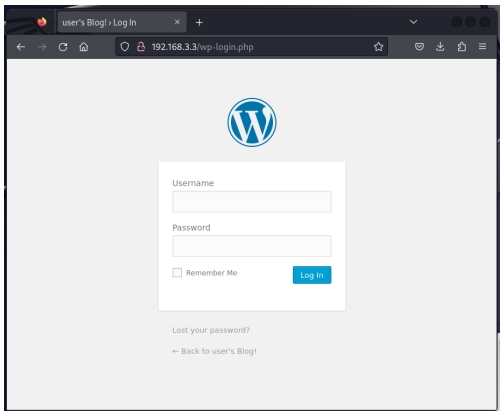 user's Blog! › Log In
192.168.3.3/wp-login.php
Username
Password
Remember Me
Log In
Lost your password?
← Back to user's Blog!